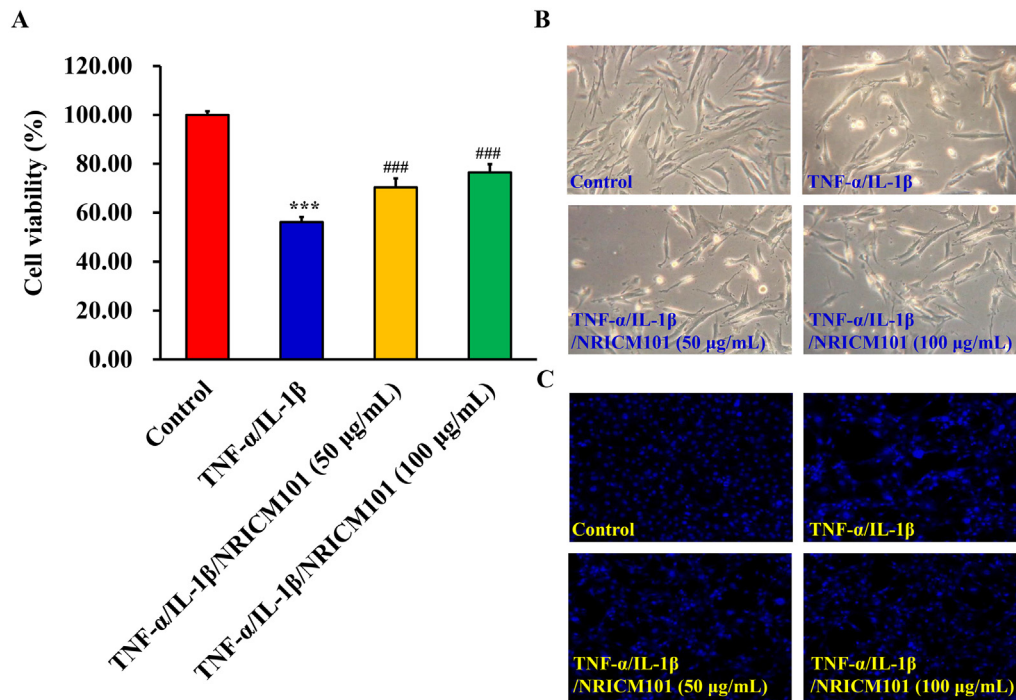 A
Cell viability (%)
120.00
100.00
80.00
60.00
40.00
20.00
0.00
***
###
###
Control
TNF-α/IL-1β
TNF-α/IL-1β/NRICM101 (50 μg/mL)
TNF-α/IL-1β/NRICM101 (100 μg/mL)
B
Control
TNF-α/IL-1β
TNF-α/IL-1β
/NRICM101 (50 μg/mL)
TNF-α/IL-1β
/NRICM101 (100 μg/mL)
C
Control
TNF-α/IL-1β
TNF-α/IL-1β
/NRICM101 (50 μg/mL)
TNF-α/IL-1β
/NRICM101 (100 μg/mL)